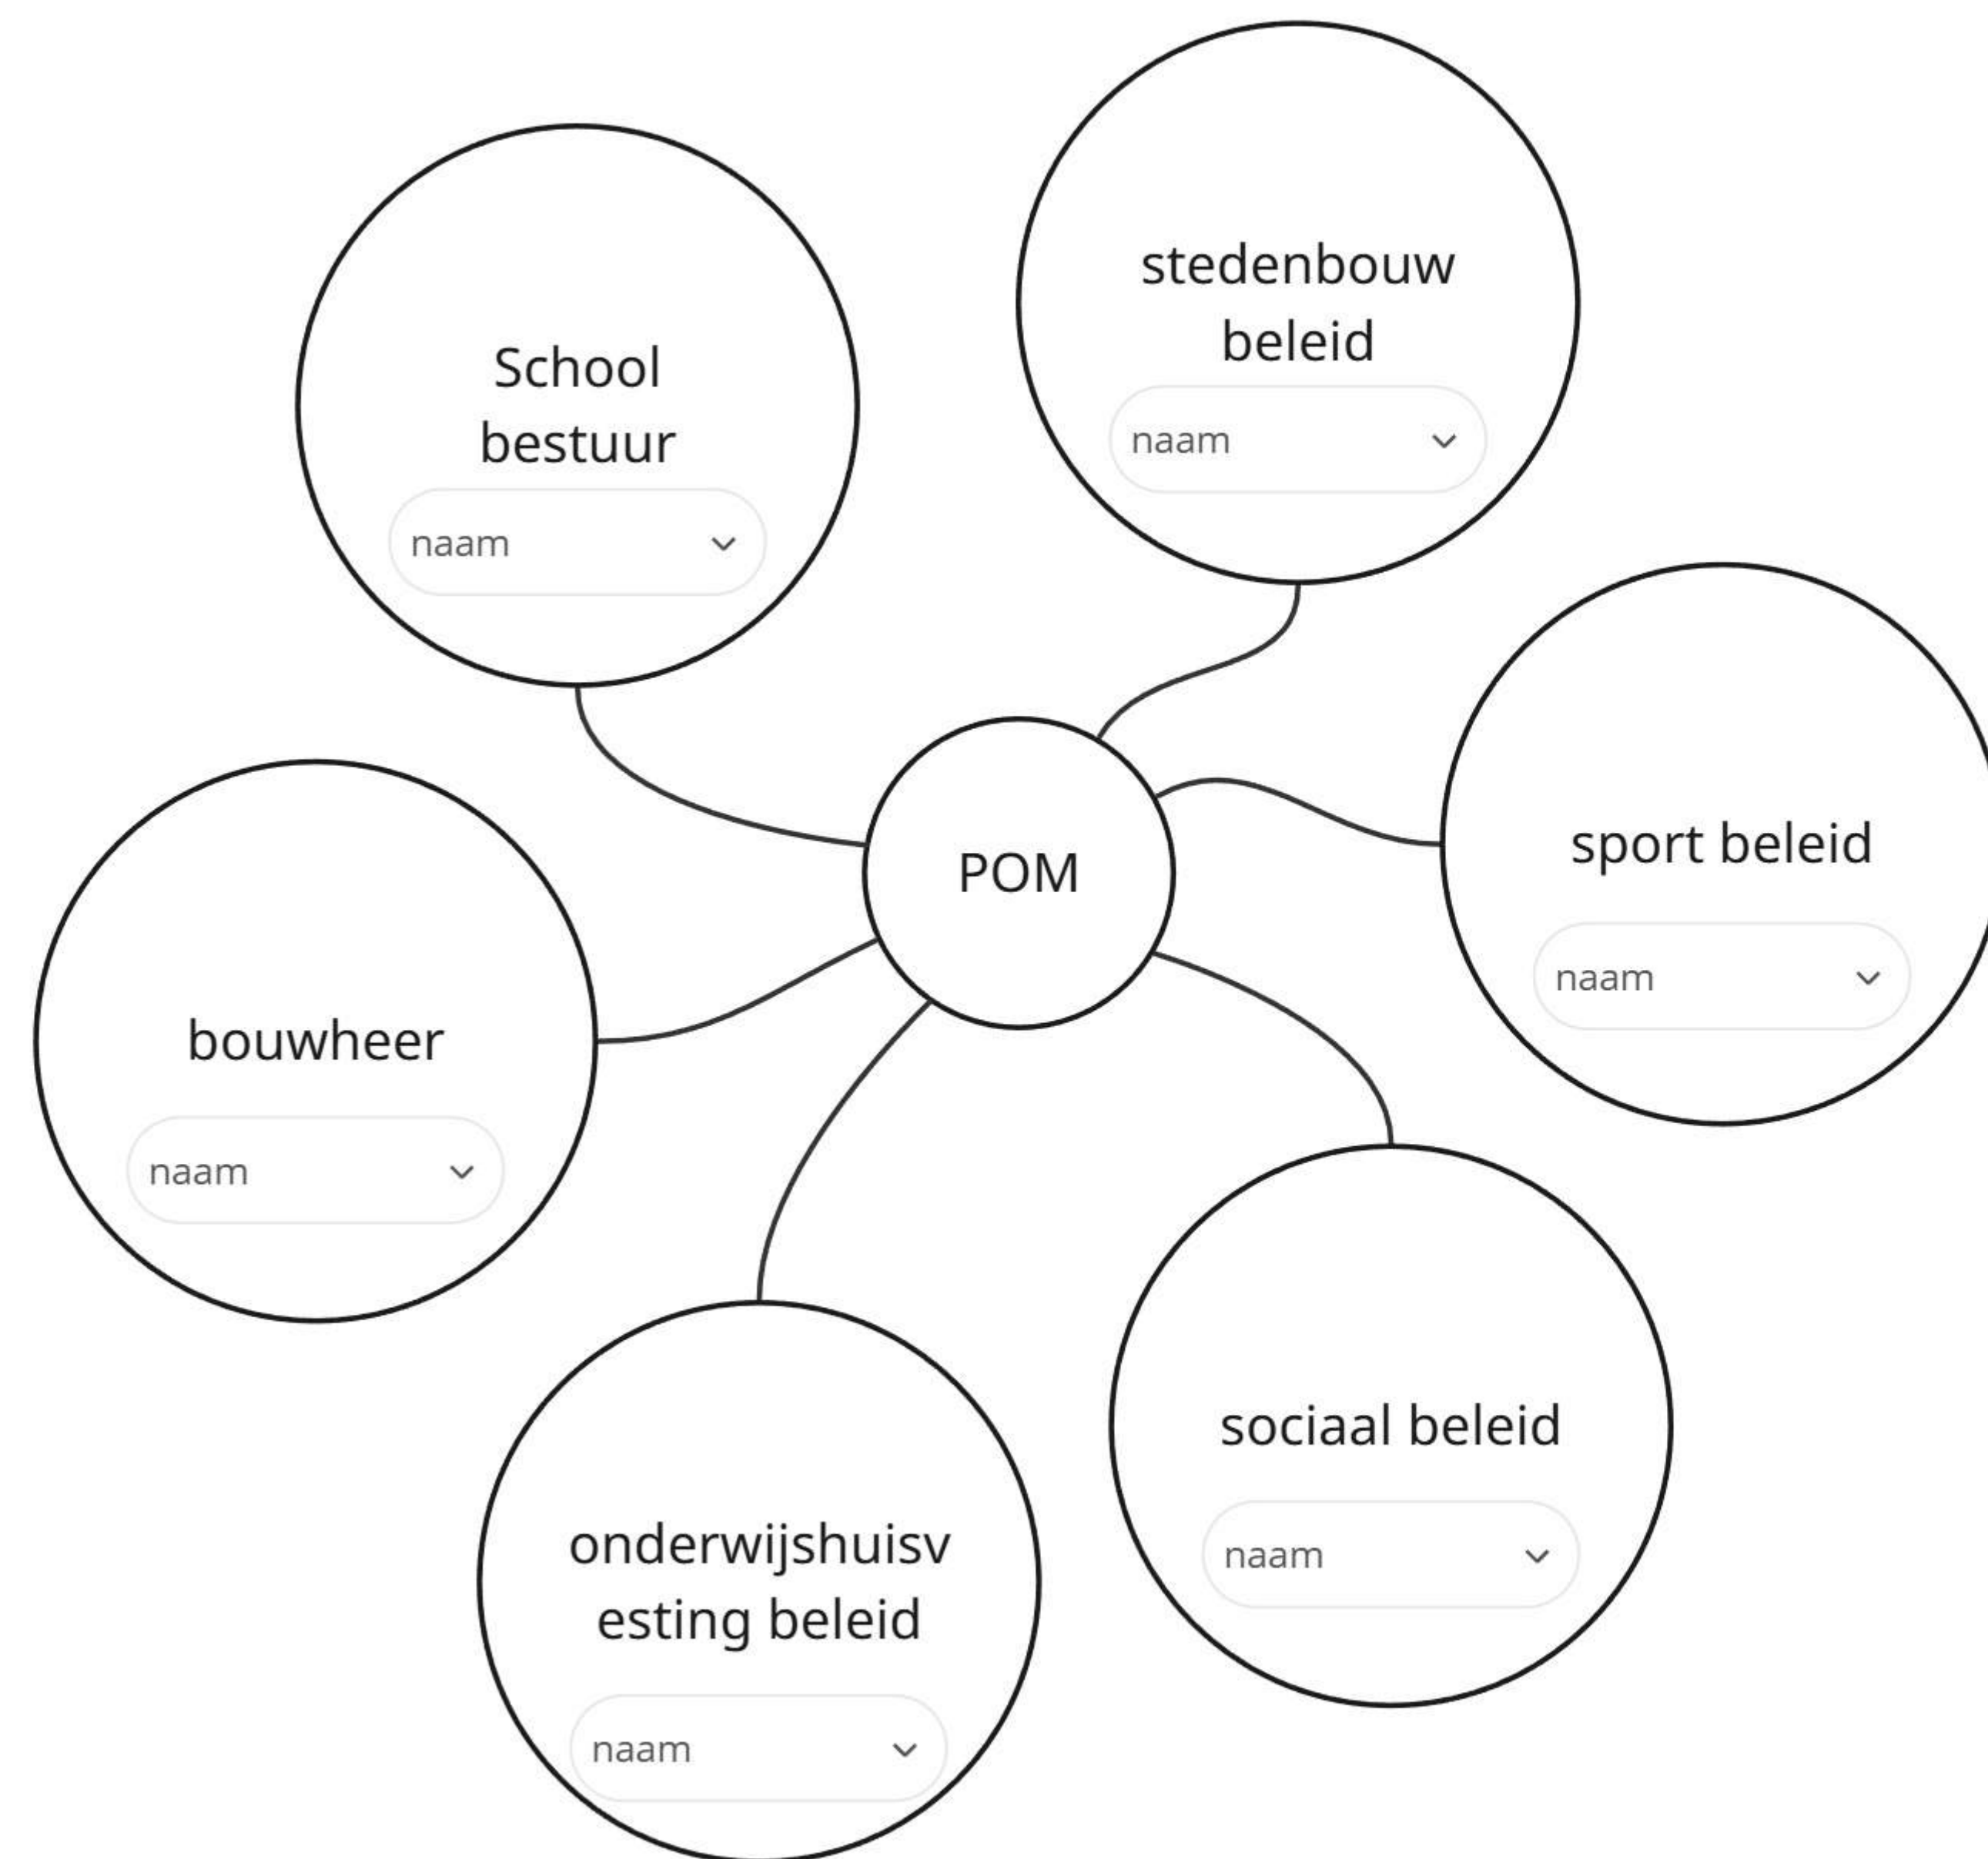 stedenbouw
beleid
naam
School
bestuur
naam
sport beleid
naam
POM
bouwheer
naam
sociaal beleid
naam
onderwijshuisv
esting beleid
naam